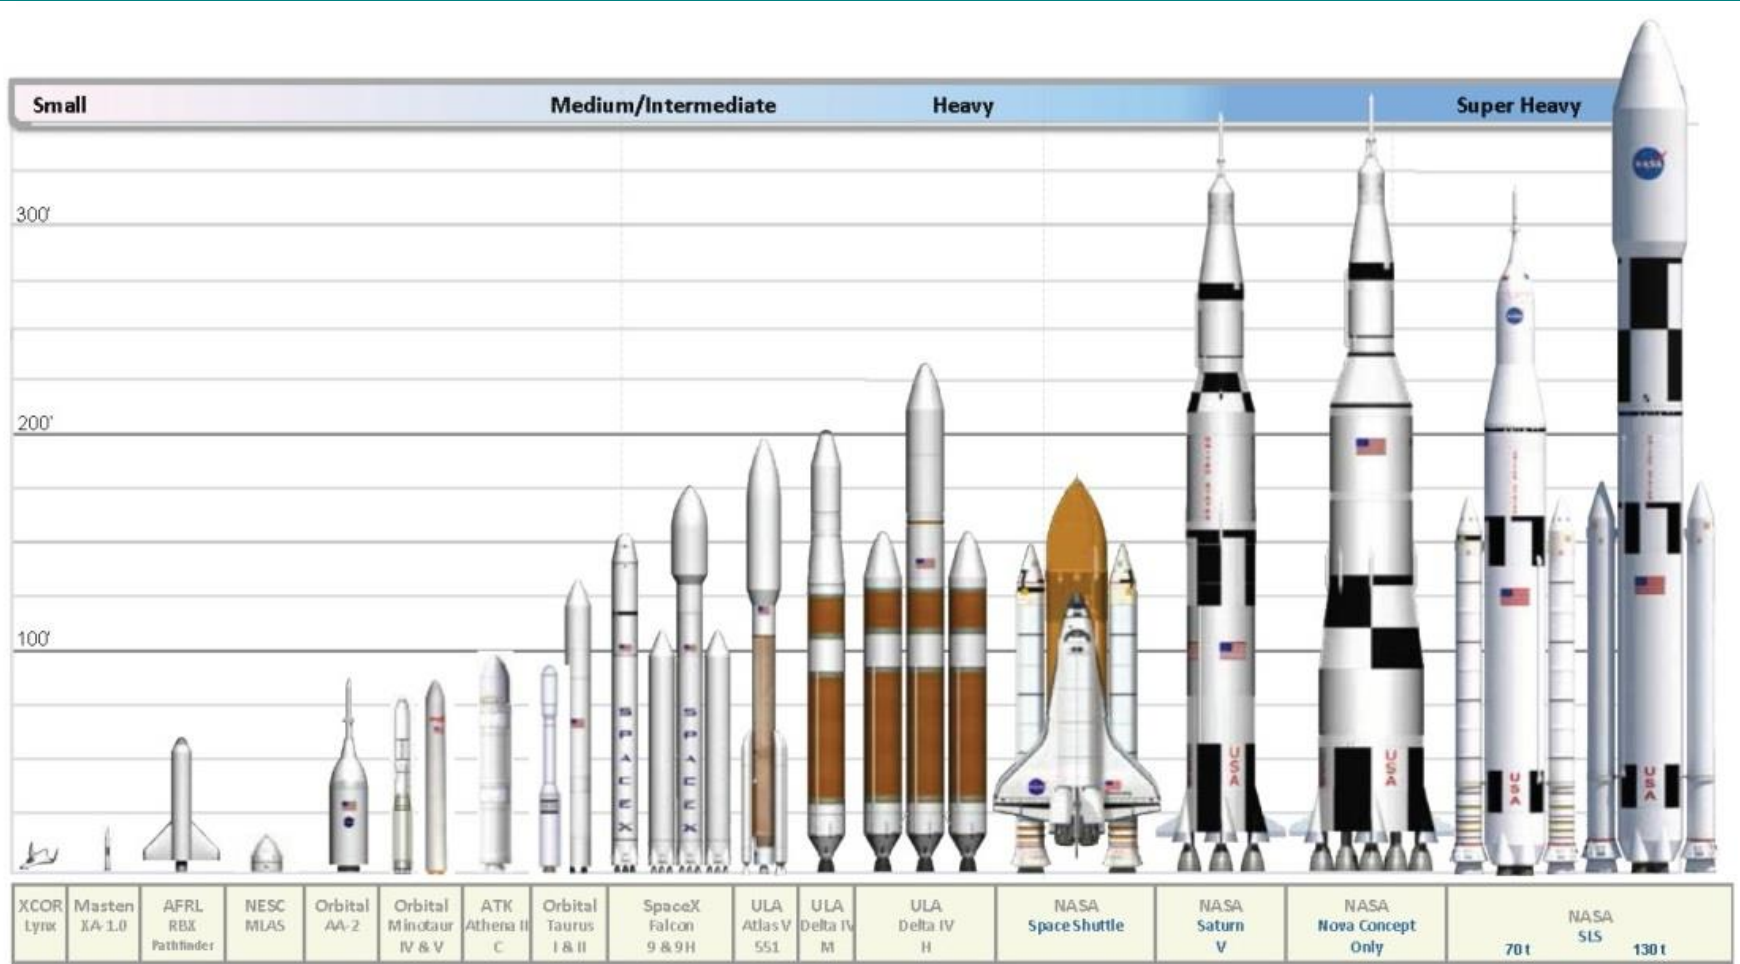 Small
Medium/Intermediate
Heavy
Super Heavy
300'
200'
100'
NASA
NASA
SPACEX
SPACEX
USA
USA
USA
USA
XCOR
Lynx
Masten
XA-1.0
AFRL
RBX
Pathfinder
NESC
MLAS
Orbital
AA-2
Orbital
Minotaur
IV & V
ATK
Athena II
C
Orbital
Taurus
I & II
SpaceX
Falcon
9 & 9H
ULA
Atlas V
551
ULA
Delta IV
M
ULA
Delta IV
H
NASA
Space Shuttle
NASA
Saturn
V
NASA
Nova Concept
Only
NASA
SLS
70 t
130 t